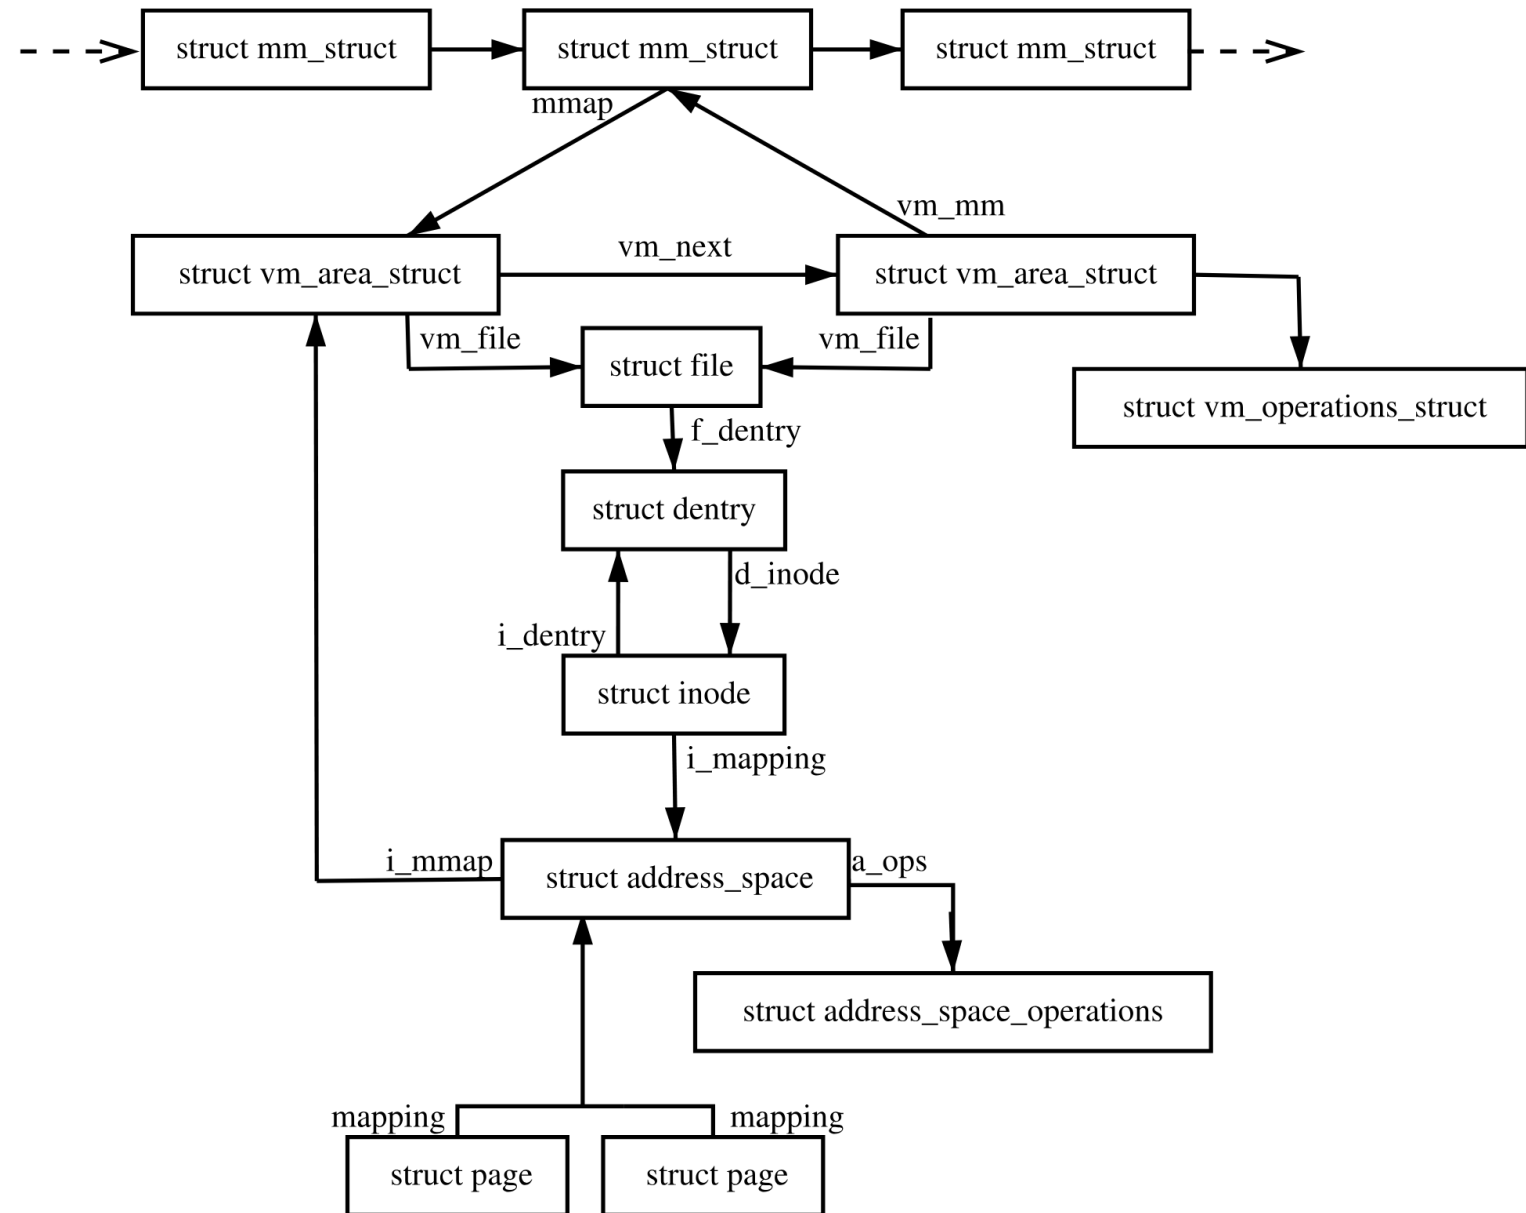 struct mm_struct
struct mm_struct
struct mm_struct
mmap
vm_mm
struct vm_area_struct
vm_next
struct vm_area_struct
vm_file
struct file
vm_file
struct vm_operations_struct
f_dentry
struct dentry
d_inode
i_dentry
struct inode
i_mapping
i_mmap
struct address_space
a_ops
struct address_space_operations
mapping
mapping
struct page
struct page